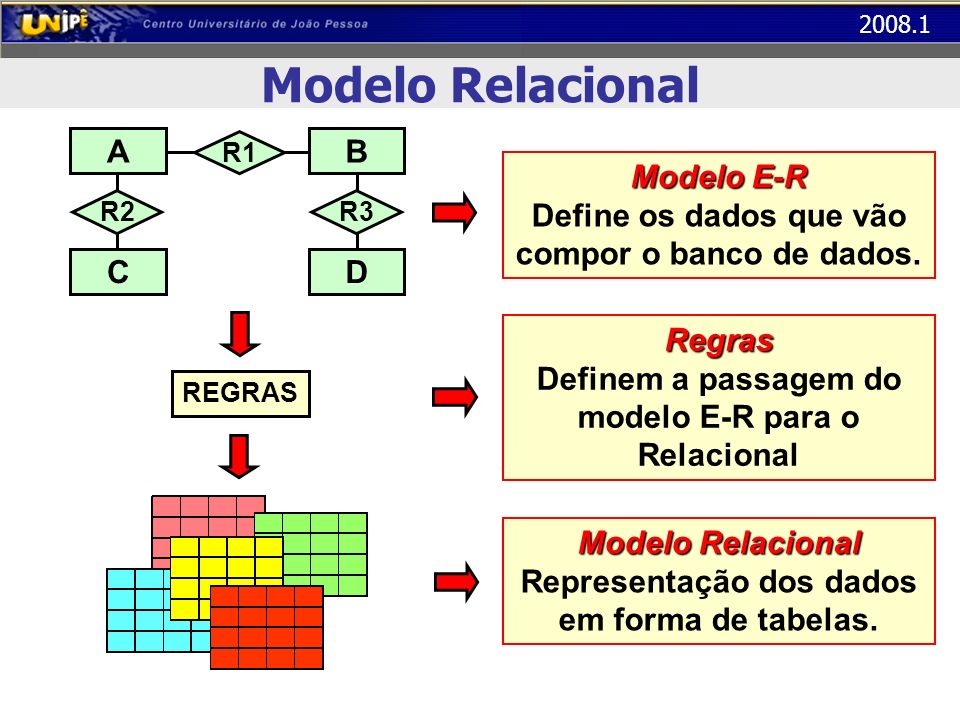 UNIPÊ Centro Universitário de João Pessoa
2008.1
Modelo Relacional
A R1 B
R2 R3
C D
REGRAS
Modelo E-R
Define os dados que vão
compor o banco de dados.
Regras
Definem a passagem do
modelo E-R para o
Relacional
Modelo Relacional
Representação dos dados
em forma de tabelas.